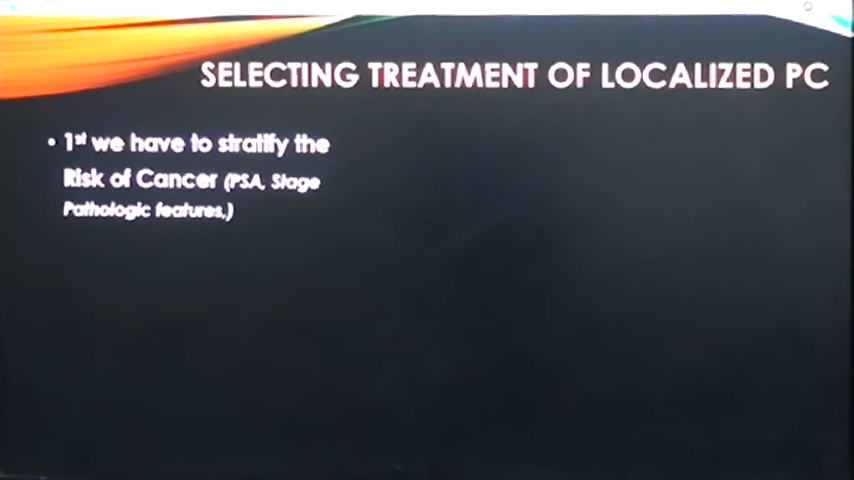 SELECTING TREATMENT OF LOCALIZED PC
• 1st we have to stratify the
Risk of Cancer (PSA, Stage
Pathologic features,)